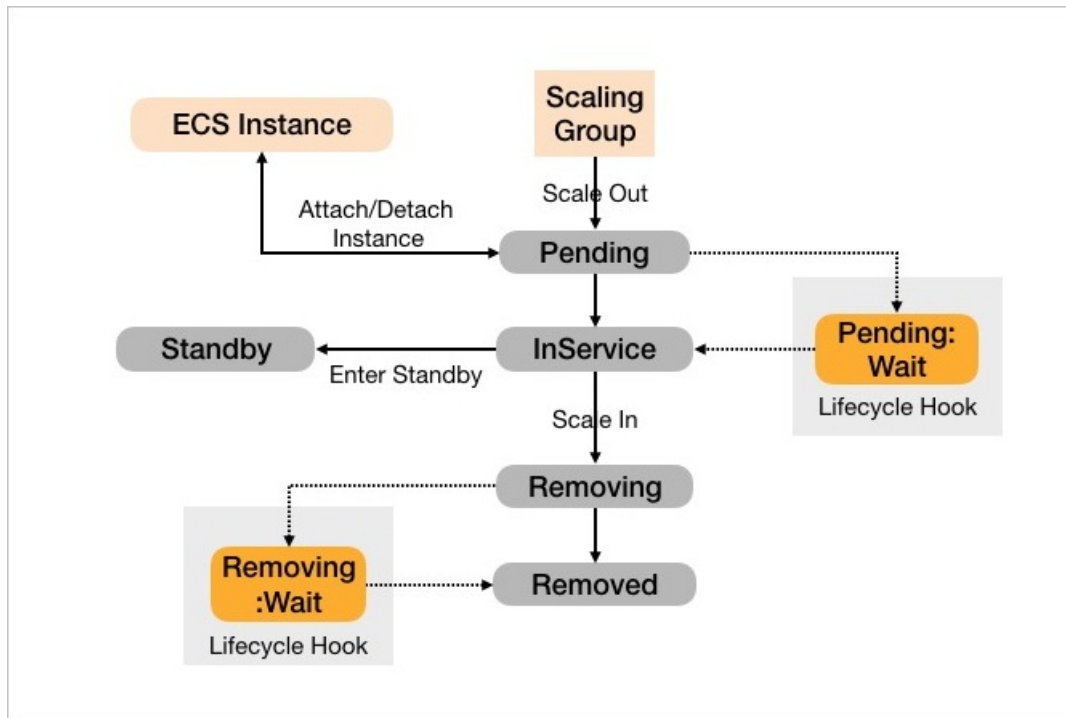 ECS Instance
Scaling
Group
Attach/Detach
Instance
Scale Out
Pending
Standby
Enter Standby
InService
Pending:
Wait
Lifecycle Hook
Scale In
Removing
Removing
:Wait
Lifecycle Hook
Removed